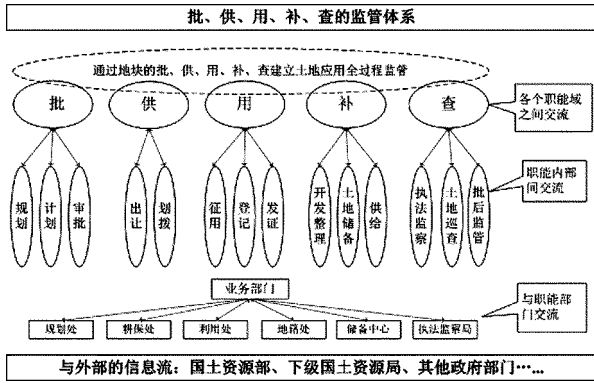 批、供、用、补、查的监管体系
通过地块的批、供、用、补、查建立土地应用全过程监管
批
供
用
补
查
各个职能域
之间交流
规划
计划
审批
出让
划拨
征用
登记
发证
开发整理
土地储备
供给
执法监察
土地巡查
批后监管
职能内部
间交流
业务部门
规划处
耕保处
利用处
地籍处
储备中心
执法监察局
与职能部
门交流
与外部的信息流：国土资源部、下级国土资源局、其他政府部门……